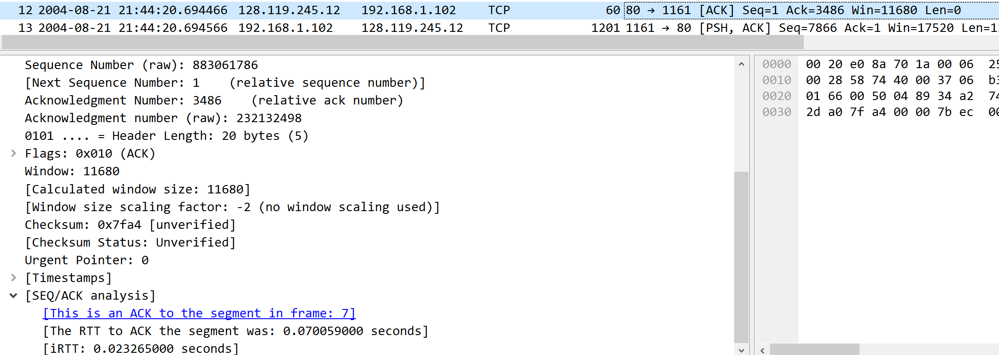 12 2004-08-21 21:44:20.694466 128.119.245.12 192.168.1.102 TCP 60 80 → 1161 [ACK] Seq=1 Ack=3486 Win=11680 Len=0
13 2004-08-21 21:44:20.694566 192.168.1.102 128.119.245.12 TCP 1201 1161 → 80 [PSH, ACK] Seq=7866 Ack=1 Win=17520
Sequence Number (raw): 883061786
[Next Sequence Number: 1 (relative sequence number)]
Acknowledgment Number: 3486 (relative ack number)
Acknowledgment number (raw): 232132498
0101 .... = Header Length: 20 bytes (5)
Flags: 0x010 (ACK)
Window: 11680
[Calculated window size: 11680]
[Window size scaling factor: -2 (no window scaling used)]
Checksum: 0x7fa4 [unverified]
[Checksum Status: Unverified]
Urgent Pointer: 0
[Timestamps]
[SEQ/ACK analysis]
[This is an ACK to the segment in frame: 7]
[The RTT to ACK the segment was: 0.070059000 seconds]
[iRTT: 0.023265000 seconds]
0000 00 20 e0 8a 70 1a 00 06 25
0010 00 28 58 74 40 00 37 06 b3
0020 01 66 00 50 04 89 34 a2 74
0030 2d a0 7f a4 00 00 7b ec 00